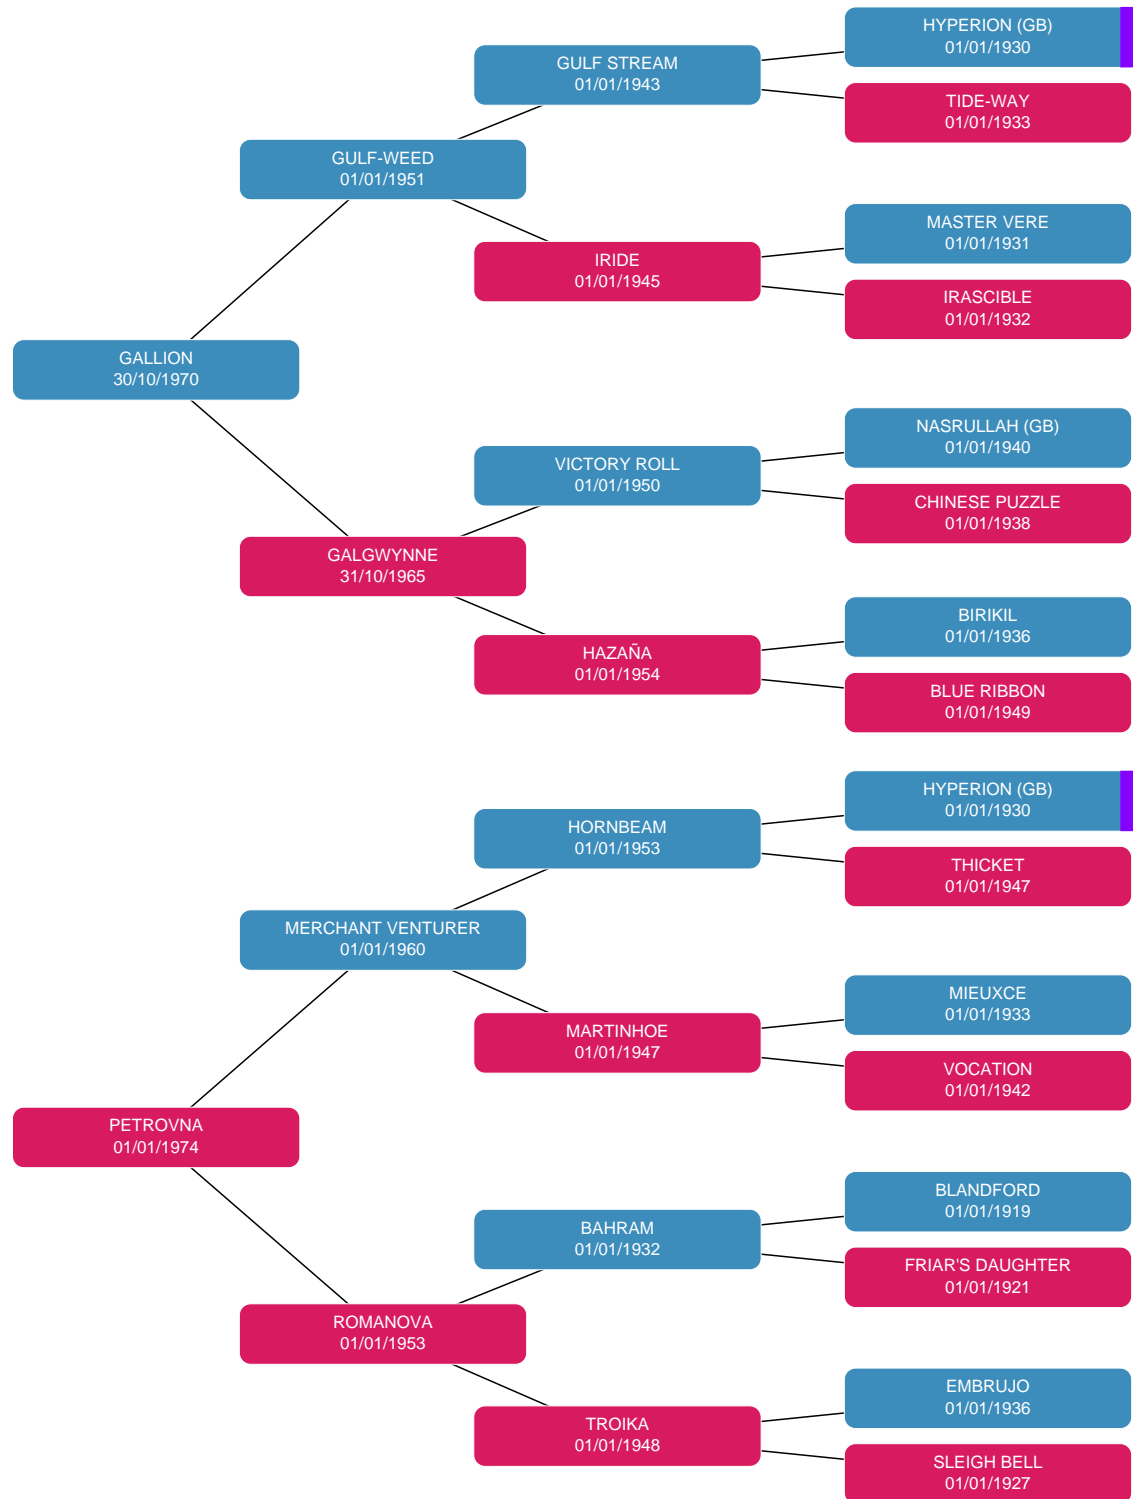 HYPERION (GB)
01/01/1930
GULF STREAM
01/01/1943
TIDE-WAY
01/01/1933
GULF-WEED
01/01/1951
MASTER VERE
01/01/1931
IRIDE
01/01/1945
IRASCIBLE
01/01/1932
GALLION
30/10/1970
NASRULLAH (GB)
01/01/1940
VICTORY ROLL
01/01/1950
CHINESE PUZZLE
01/01/1938
GALGWYNNE
31/10/1965
BIRIKIL
01/01/1936
HAZAÑA
01/01/1954
BLUE RIBBON
01/01/1949
HYPERION (GB)
01/01/1930
HORNBEAM
01/01/1953
THICKET
01/01/1947
MERCHANT VENTURER
01/01/1960
MIEUXCE
01/01/1933
MARTINHOE
01/01/1947
VOCATION
01/01/1942
PETROVNA
01/01/1974
BLANDFORD
01/01/1919
BAHRAM
01/01/1932
FRIAR'S DAUGHTER
01/01/1921
ROMANOVA
01/01/1953
EMBRUJO
01/01/1936
TROIKA
01/01/1948
SLEIGH BELL
01/01/1927